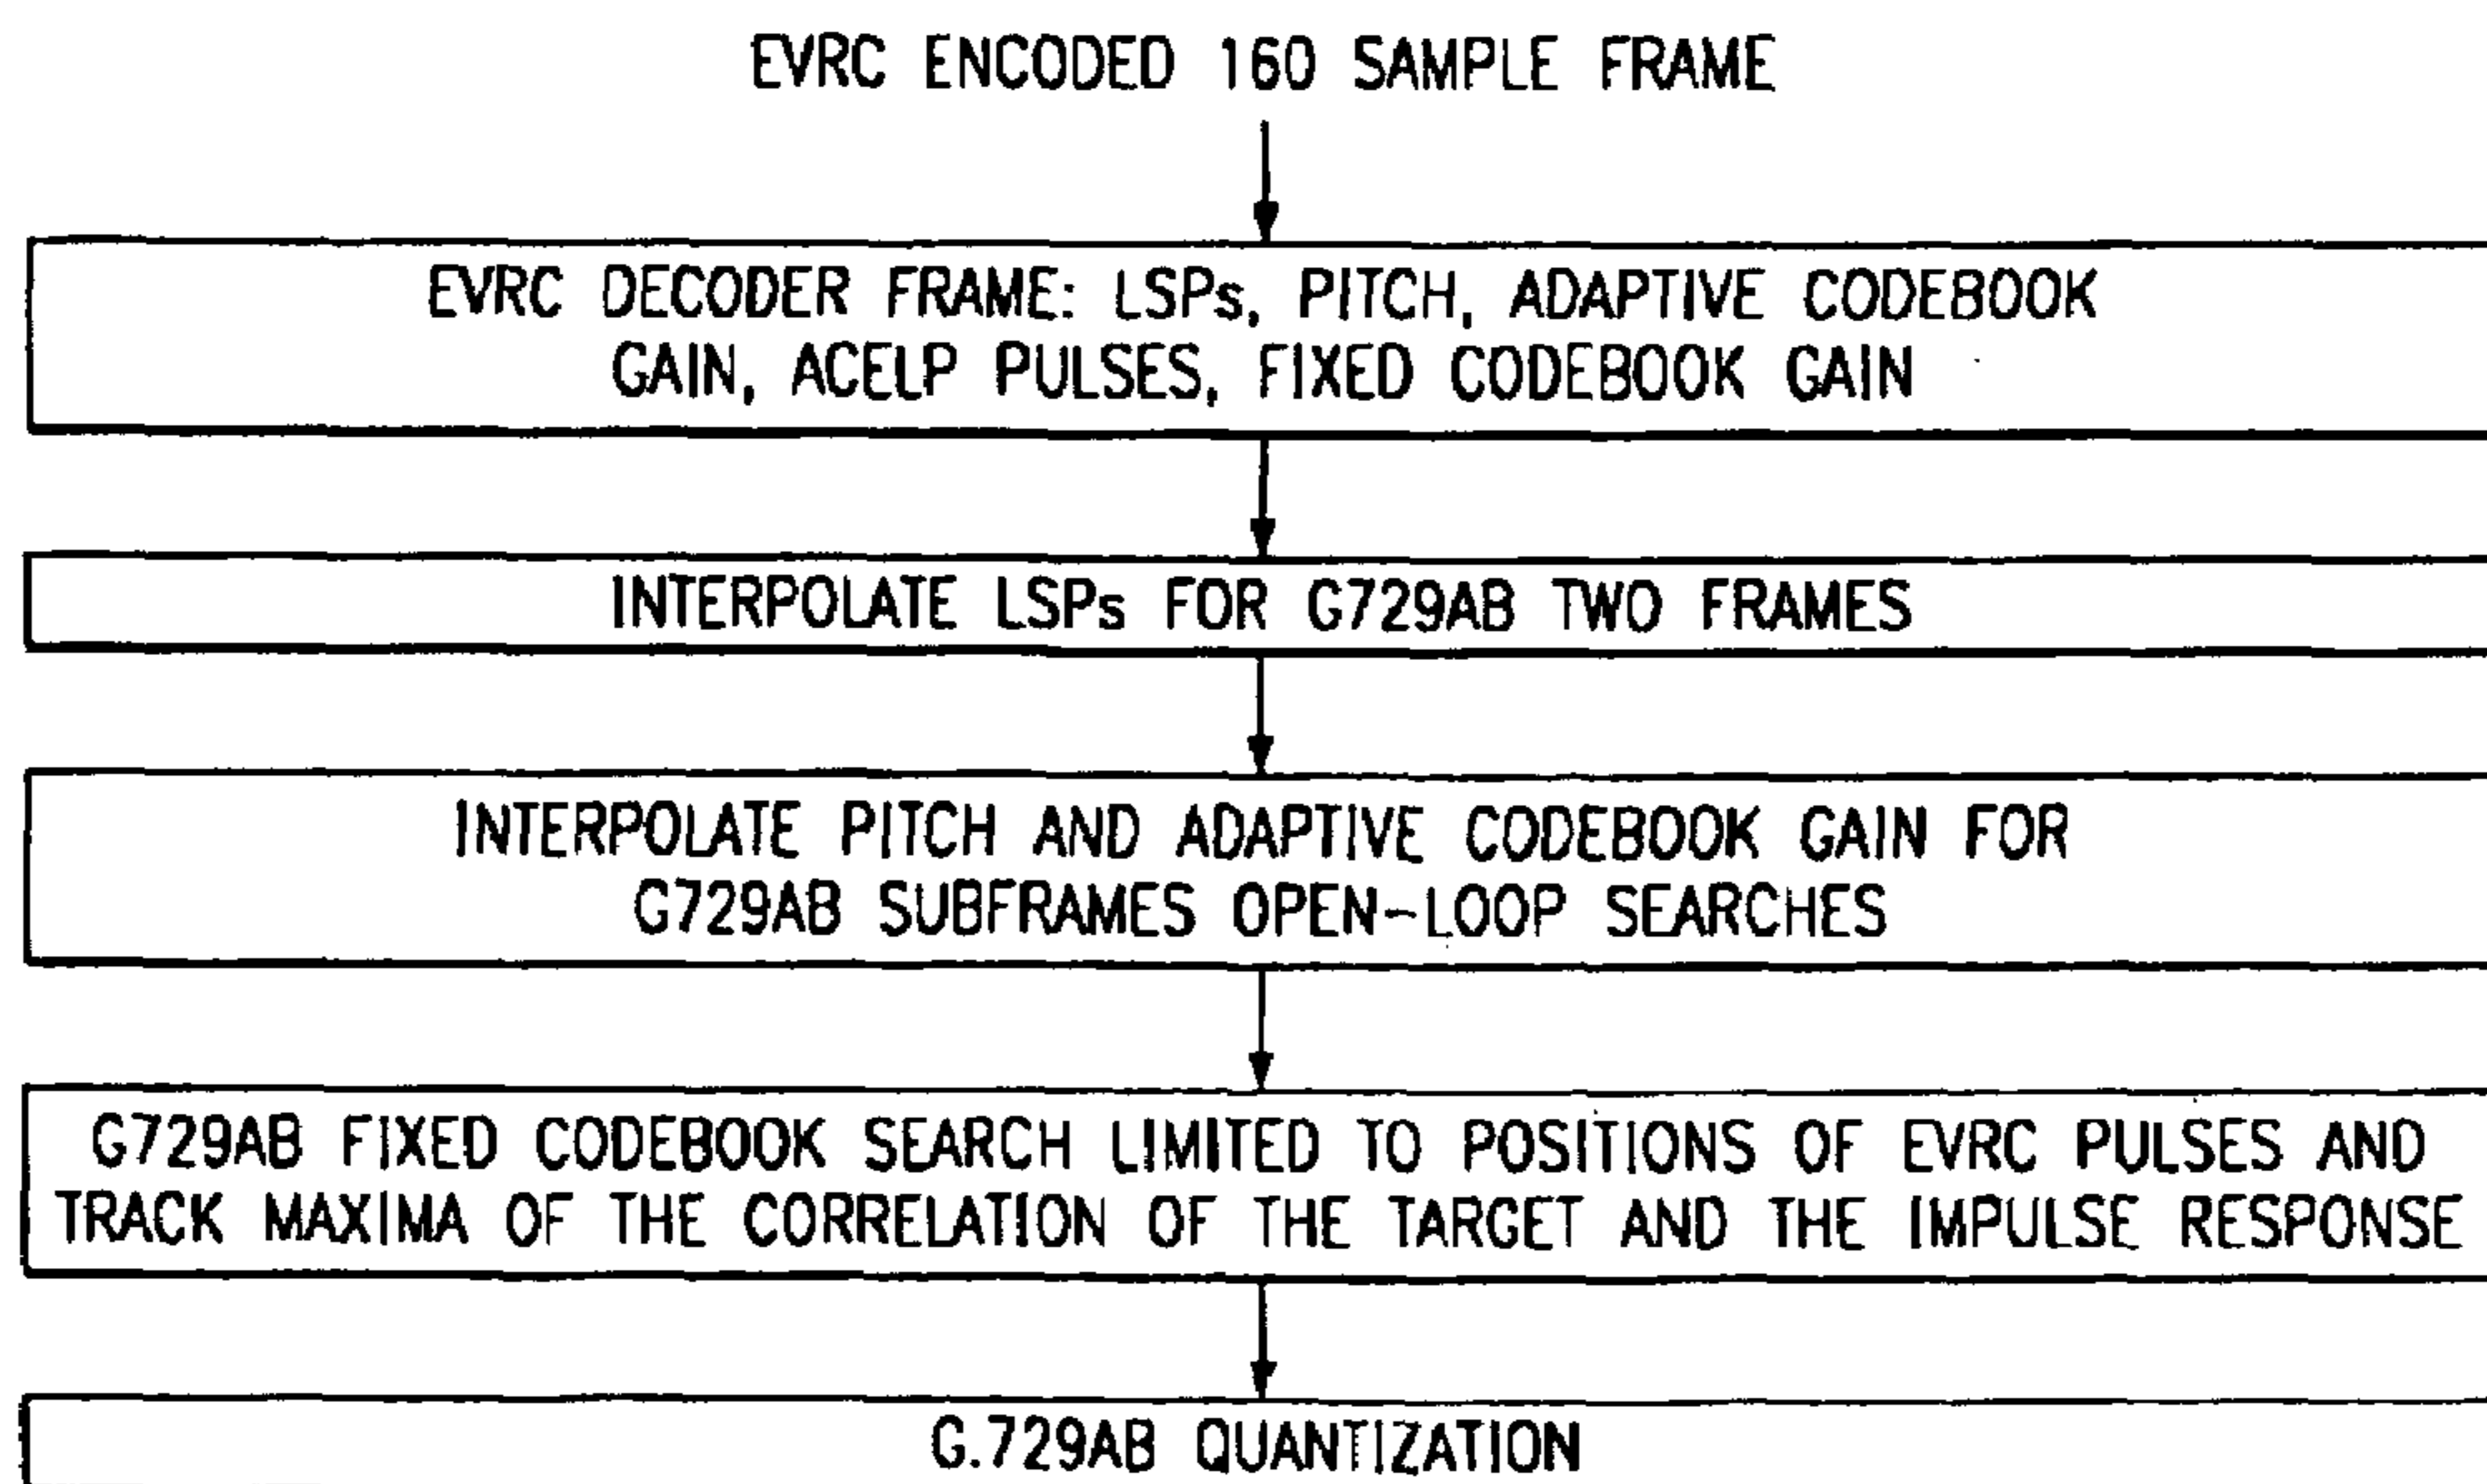 EVRC ENCODED 160 SAMPLE FRAME
EVRC DECODER FRAME: LSPs, PITCH, ADAPTIVE CODEBOOK
GAIN, ACELP PULSES, FIXED CODEBOOK GAIN
INTERPOLATE LSPs FOR G729AB TWO FRAMES
INTERPOLATE PITCH AND ADAPTIVE CODEBOOK GAIN FOR
G729AB SUBFRAMES OPEN-LOOP SEARCHES
G729AB FIXED CODEBOOK SEARCH LIMITED TO POSITIONS OF EVRC PULSES AND
TRACK MAXIMA OF THE CORRELATION OF THE TARGET AND THE IMPULSE RESPONSE
G.729AB QUANTIZATION